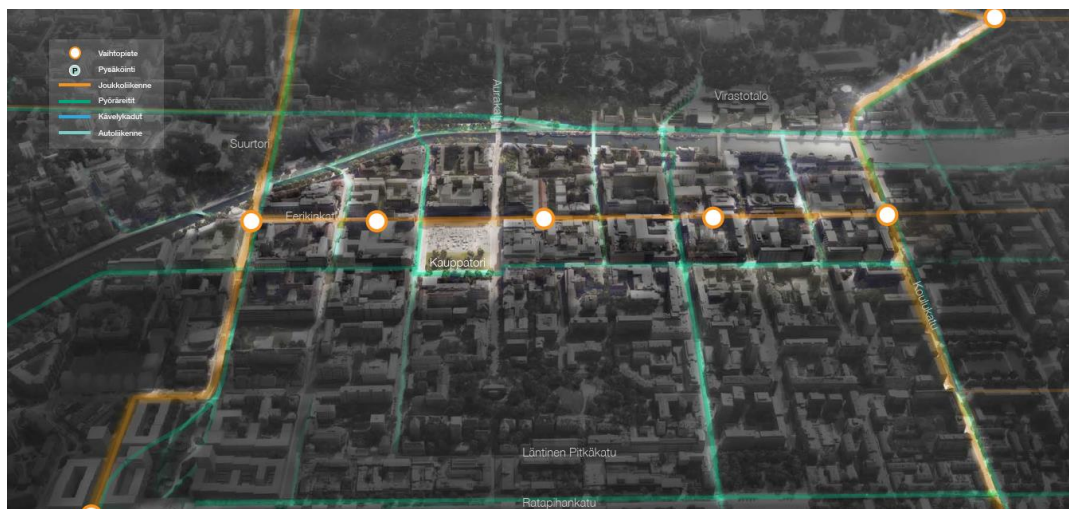 Vaihtopiste
P
Pysäköinti
Joukkoliikenne
Pyöräreitit
Kävelykadut
Autoliikenne
Aurakatu
Virastotalo
Suurtori
Eerikinkatu
Kauppatori
Koulukatu
Läntinen Pitkäkatu
Ratapihankatu